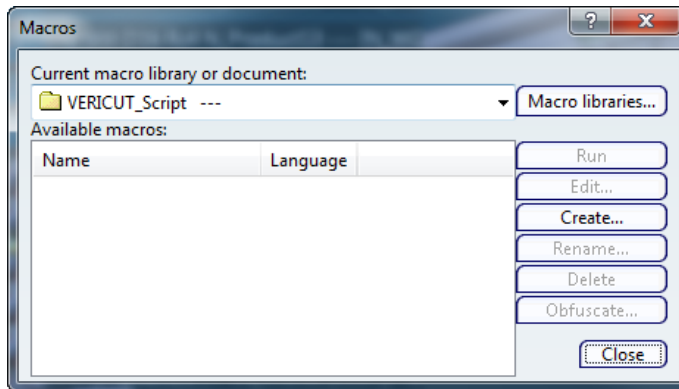 Macros
Current macro library or document:
VERICUT_Script ---
Macro libraries...
Available macros:
Name Language
Run
Edit...
Create...
Rename...
Delete
Obfuscate...
Close